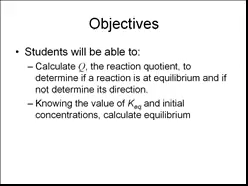 Objectives
• Students will be able to:
– Calculate Q, the reaction quotient, to
determine if a reaction is at equilibrium and if
not determine its direction.
– Knowing the value of Keq and initial
concentrations, calculate equilibrium